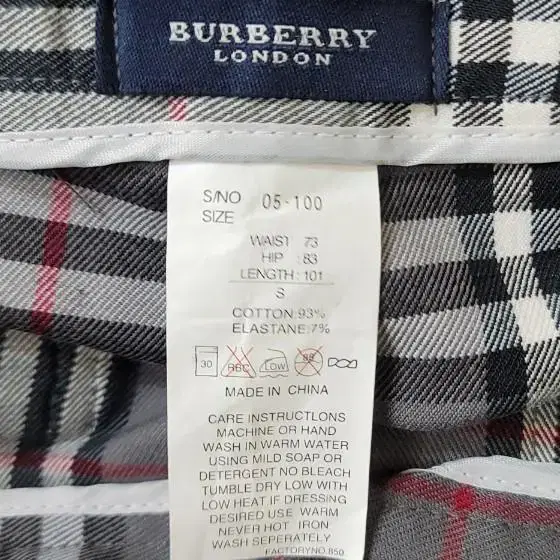 BURBERRY
LONDON
S/NO 05-100
SIZE
WAIST 73
HIP : 83
LENGTH : 101
S
COTTON:93%
ELASTANE:7%
30 RBC LOW
MADE IN CHINA
CARE INSTRUCTLONS
MACHINE OR HAND
WASH IN WARM WATER
USING MILD SOAP OR
DETERGENT NO BLEACH
TUMBLE DRY LOW WITH
LOW HEAT IF DRESSING
DESIRED USE WARM
NEVER HOT IRON
WASH SEPERATELY
FACTORYNO.850